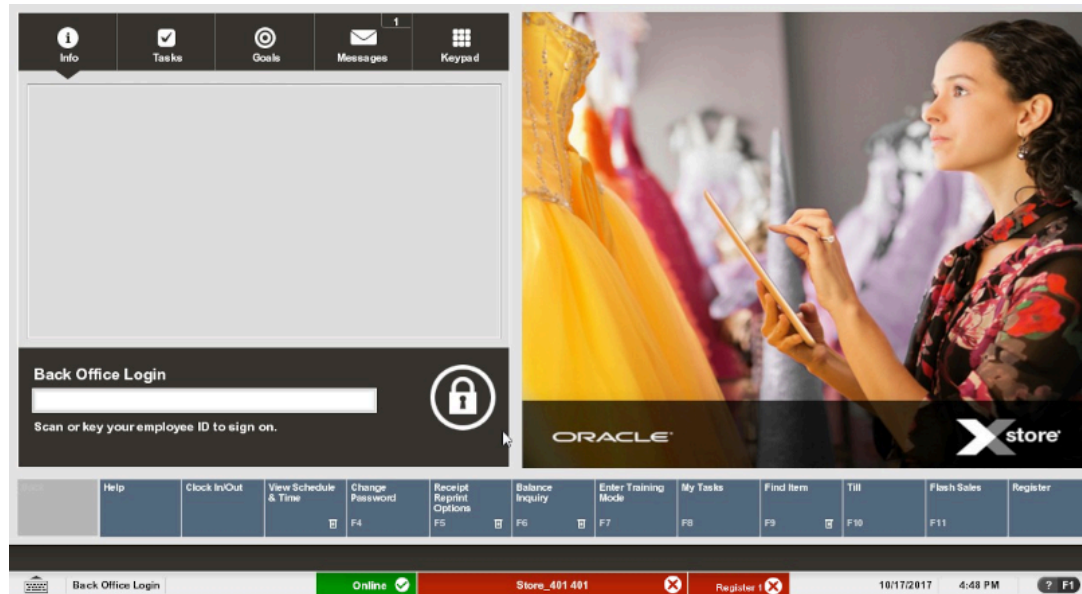 1
Info
Tasks
Goals
Messages
Keypad
Back Office Login
Scan or key your employee ID to sign on.
ORACLE
Xstore
Back
Help
Clock In/Out
View Schedule
& Time
Change
Password
F4
Receipt
Reprint
Options
F5
Balance
Inquiry
F6
Enter Training
Mode
F7
My Tasks
F8
Find Item
F9
Till
F10
Flash Sales
F11
Register
Back Office Login
Online
Store_401 401
Register 1
10/17/2017
4:48 PM
? F1